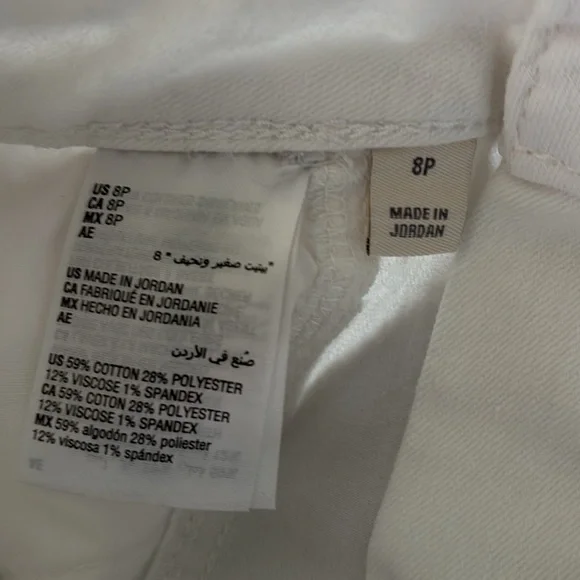 US 8P
CA 8P
MX 8P
AE
"بيتيت صغير ونحيف" 8
US MADE IN JORDAN
CA FABRIQUÉ EN JORDANIE
MX HECHO EN JORDANIA
AE
صُنع في الأردن
US 59% COTTON 28% POLYESTER
12% VISCOSE 1% SPANDEX
CA 59% COTON 28% POLYESTER
12% VISCOSE 1% SPANDEX
MX 59% algodón 28% poliester
12% viscosa 1% spándex
8P
MADE IN
JORDAN